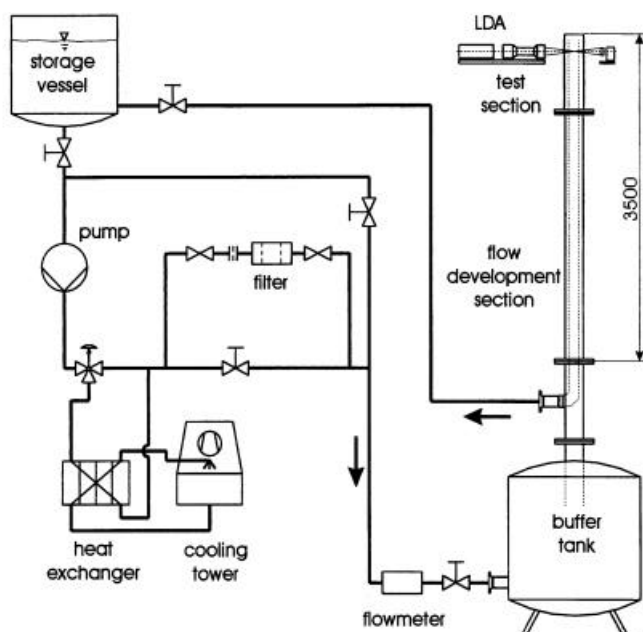 LDA
storage
vessel
test
section
3500
pump
filter
flow
development
section
heat
exchanger
cooling
tower
buffer
tank
flowmeter